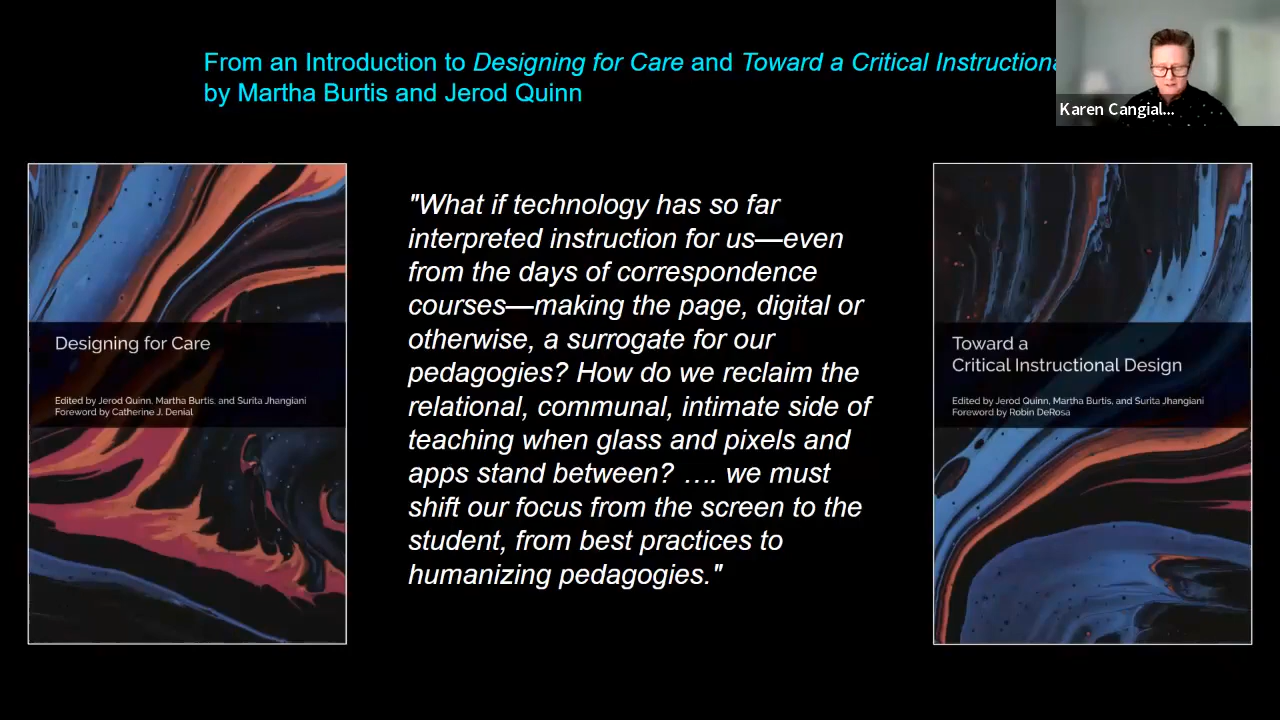 From an Introduction to Designing for Care and Toward a Critical
by Martha Burtis and Jerod Quinn
Karen Cangial...
Designing for Care
Edited by Jerod Quinn, Martha Burtis, and Surita Jhangiani
Foreword by Catherine J. Denial
"What if technology has so far
interpreted instruction for us—even
from the days of correspondence
courses—making the page, digital or
otherwise, a surrogate for our
pedagogies? How do we reclaim the
relational, communal, intimate side of
teaching when glass and pixels and
apps stand between? …. we must
shift our focus from the screen to the
student, from best practices to
humanizing pedagogies."
Toward a
Critical Instructional Design
Edited by Jerod Quinn, Martha Burtis, and Surita Jhangiani
Foreword by Robin DeRosa